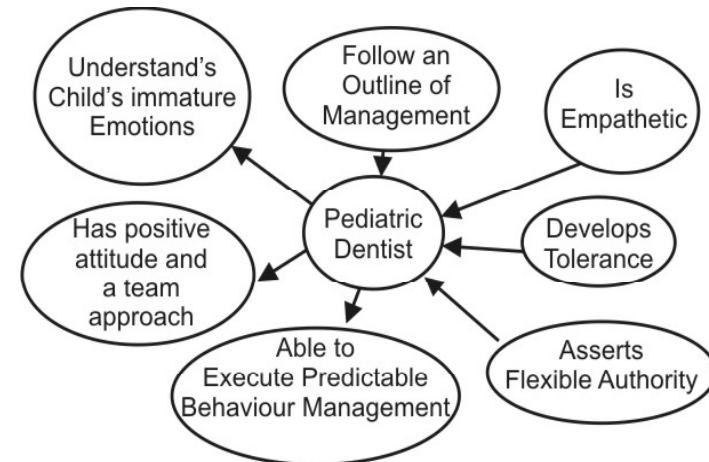 Understand's
Child's immature
Emotions
Follow an
Outline of
Management
Is
Empathetic
Pediatric
Dentist
Has positive
attitude and
a team
approach
Develops
Tolerance
Able to
Execute Predictable
Behaviour Management
Asserts
Flexible Authority